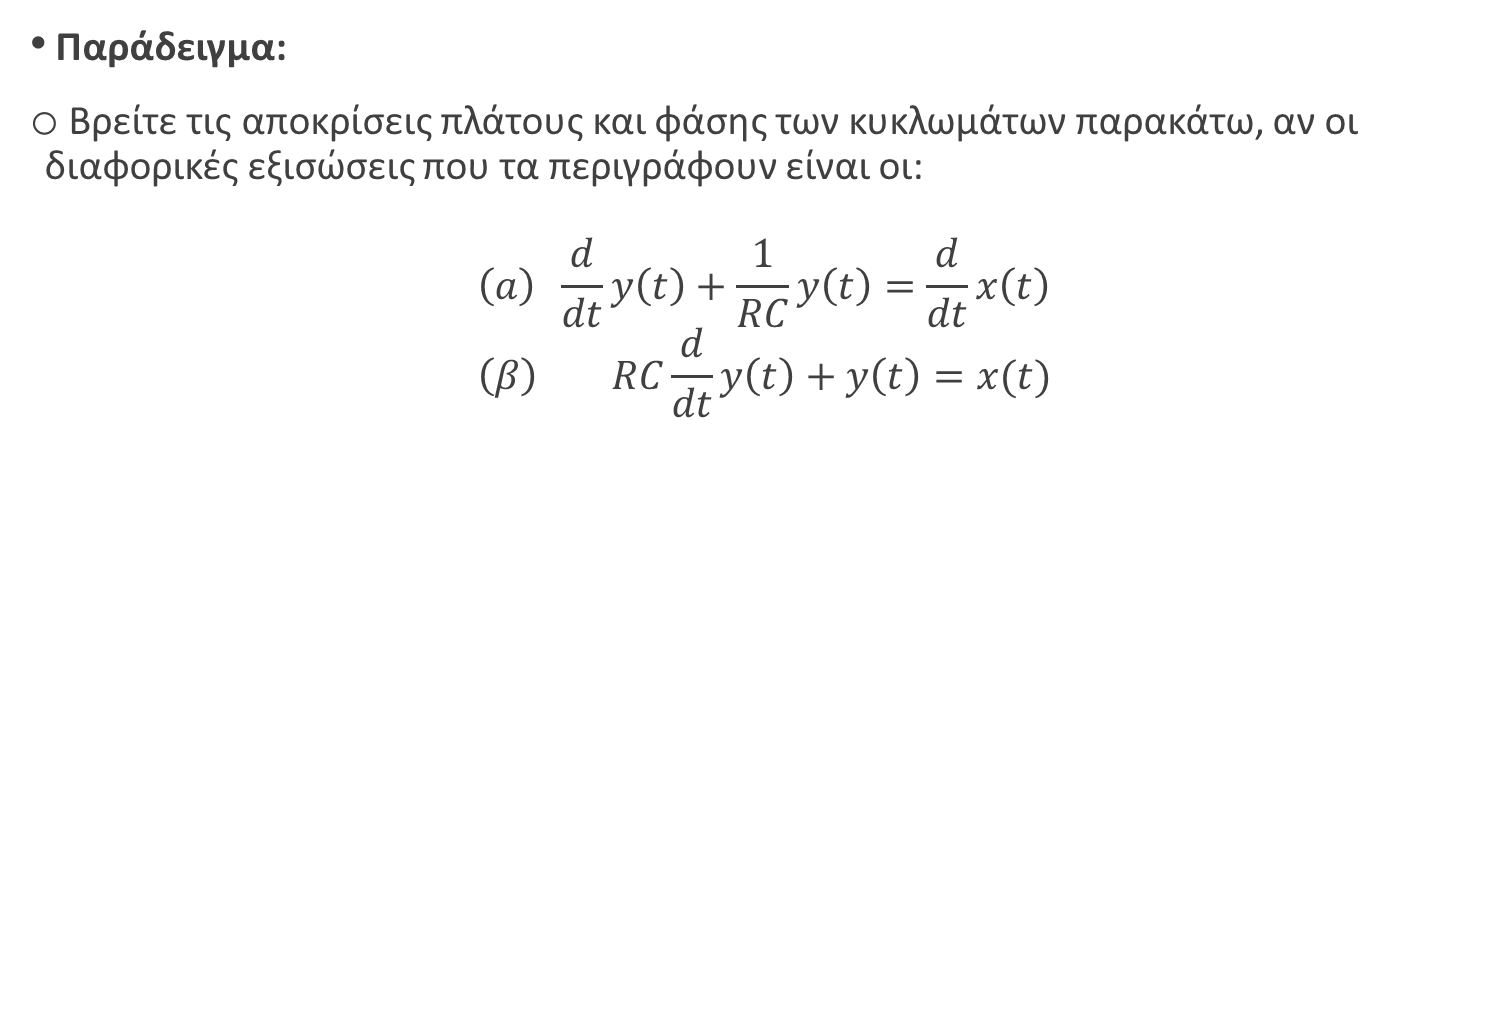 • Παράδειγμα:
○ Βρείτε τις αποκρίσεις πλάτους και φάσης των κυκλωμάτων παρακάτω, αν οι
διαφορικές εξισώσεις που τα περιγράφουν είναι οι:
(α) d/dt y(t) + 1/RC y(t) = d/dt x(t)
(β) RC d/dt y(t) + y(t) = x(t)